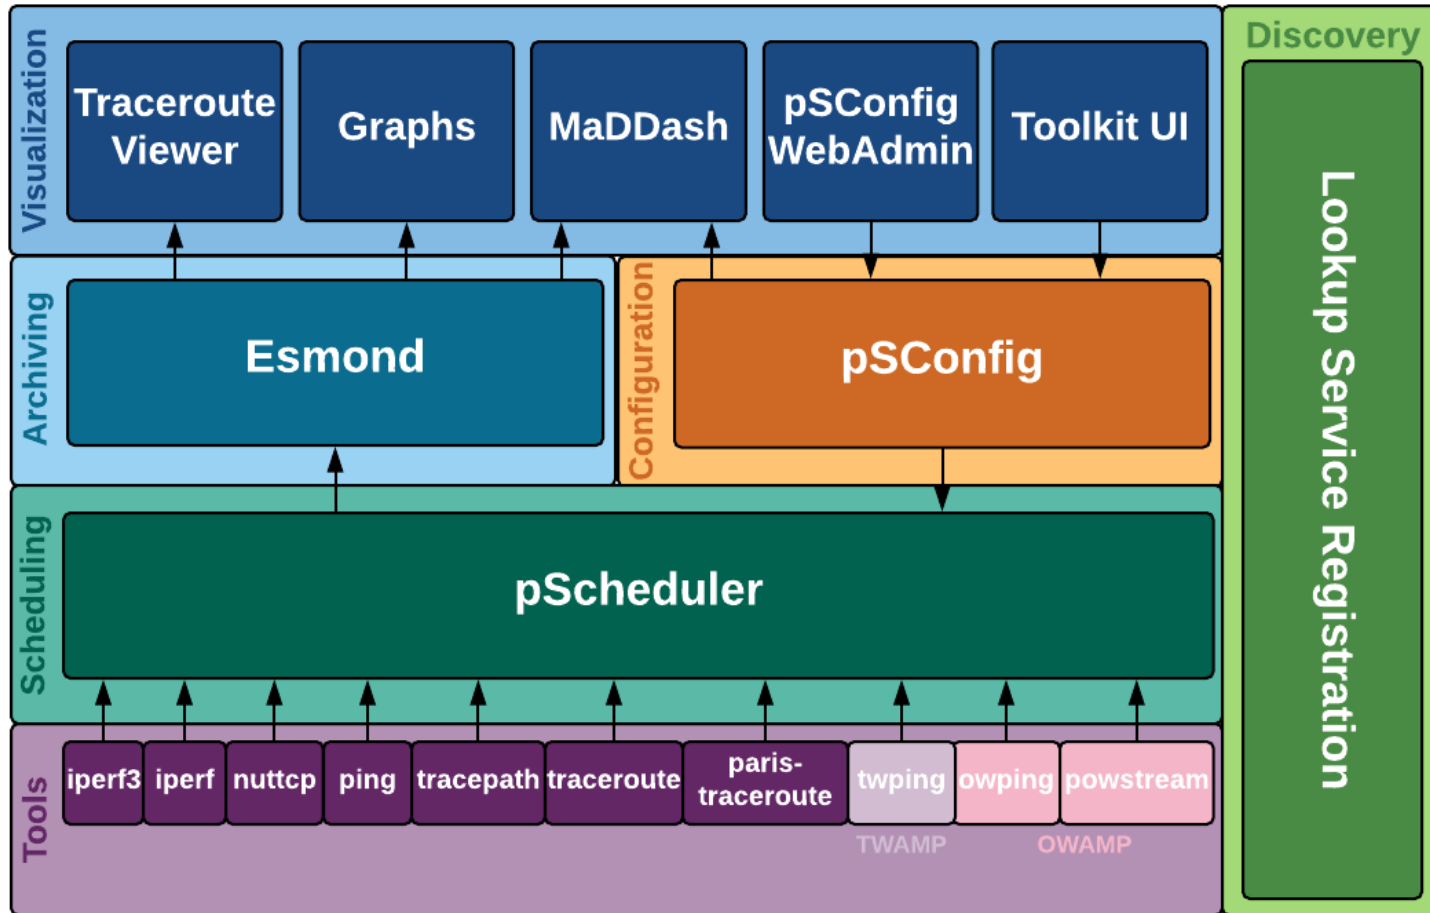 Visualization
Traceroute
Viewer
Graphs
MaDDash
pSConfig
WebAdmin
Toolkit UI
Archiving
Esmond
Configuration
pSConfig
Scheduling
pScheduler
Tools
iperf3
iperf
nuttcp
ping
tracepath
traceroute
paris-
traceroute
twping
owping
powstream
TWAMP
OWAMP
Discovery
Lookup Service Registration